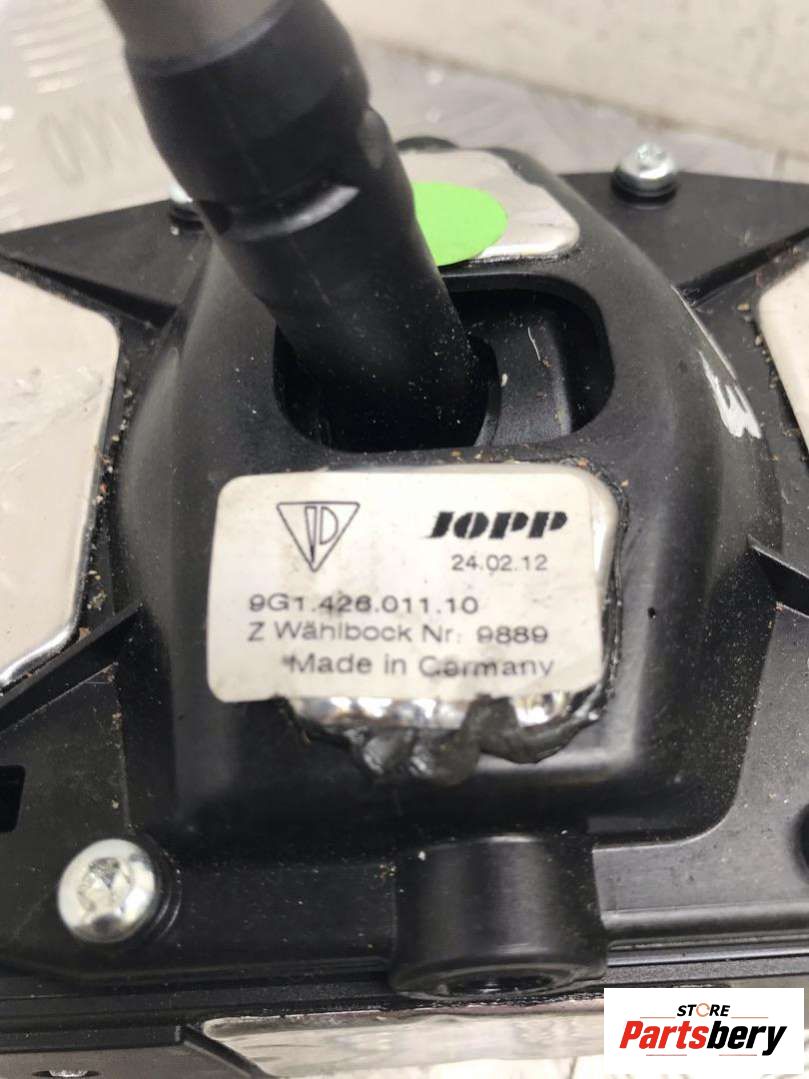 JOPP
24.02.12
9G1.426.011.10
Z Wählbock Nr: 9889
Made in Germany
STORE
Partsbery